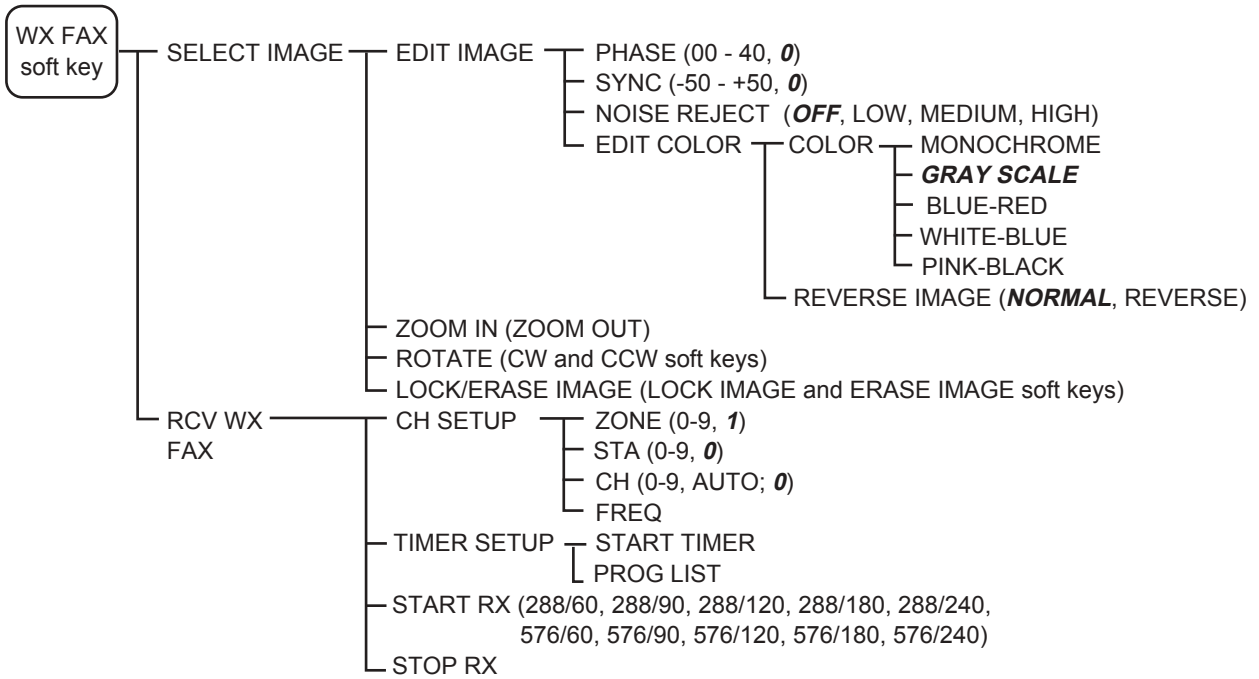 WX FAX
soft key
SELECT IMAGE
EDIT IMAGE
PHASE (00 - 40, 0)
SYNC (-50 - +50, 0)
NOISE REJECT (OFF, LOW, MEDIUM, HIGH)
EDIT COLOR
COLOR
MONOCHROME
GRAY SCALE
BLUE-RED
WHITE-BLUE
PINK-BLACK
REVERSE IMAGE (NORMAL, REVERSE)
ZOOM IN (ZOOM OUT)
ROTATE (CW and CCW soft keys)
LOCK/ERASE IMAGE (LOCK IMAGE and ERASE IMAGE soft keys)
RCV WX
FAX
CH SETUP
ZONE (0-9, 1)
STA (0-9, 0)
CH (0-9, AUTO; 0)
FREQ
TIMER SETUP
START TIMER
PROG LIST
START RX (288/60, 288/90, 288/120, 288/180, 288/240,
576/60, 576/90, 576/120, 576/180, 576/240)
STOP RX